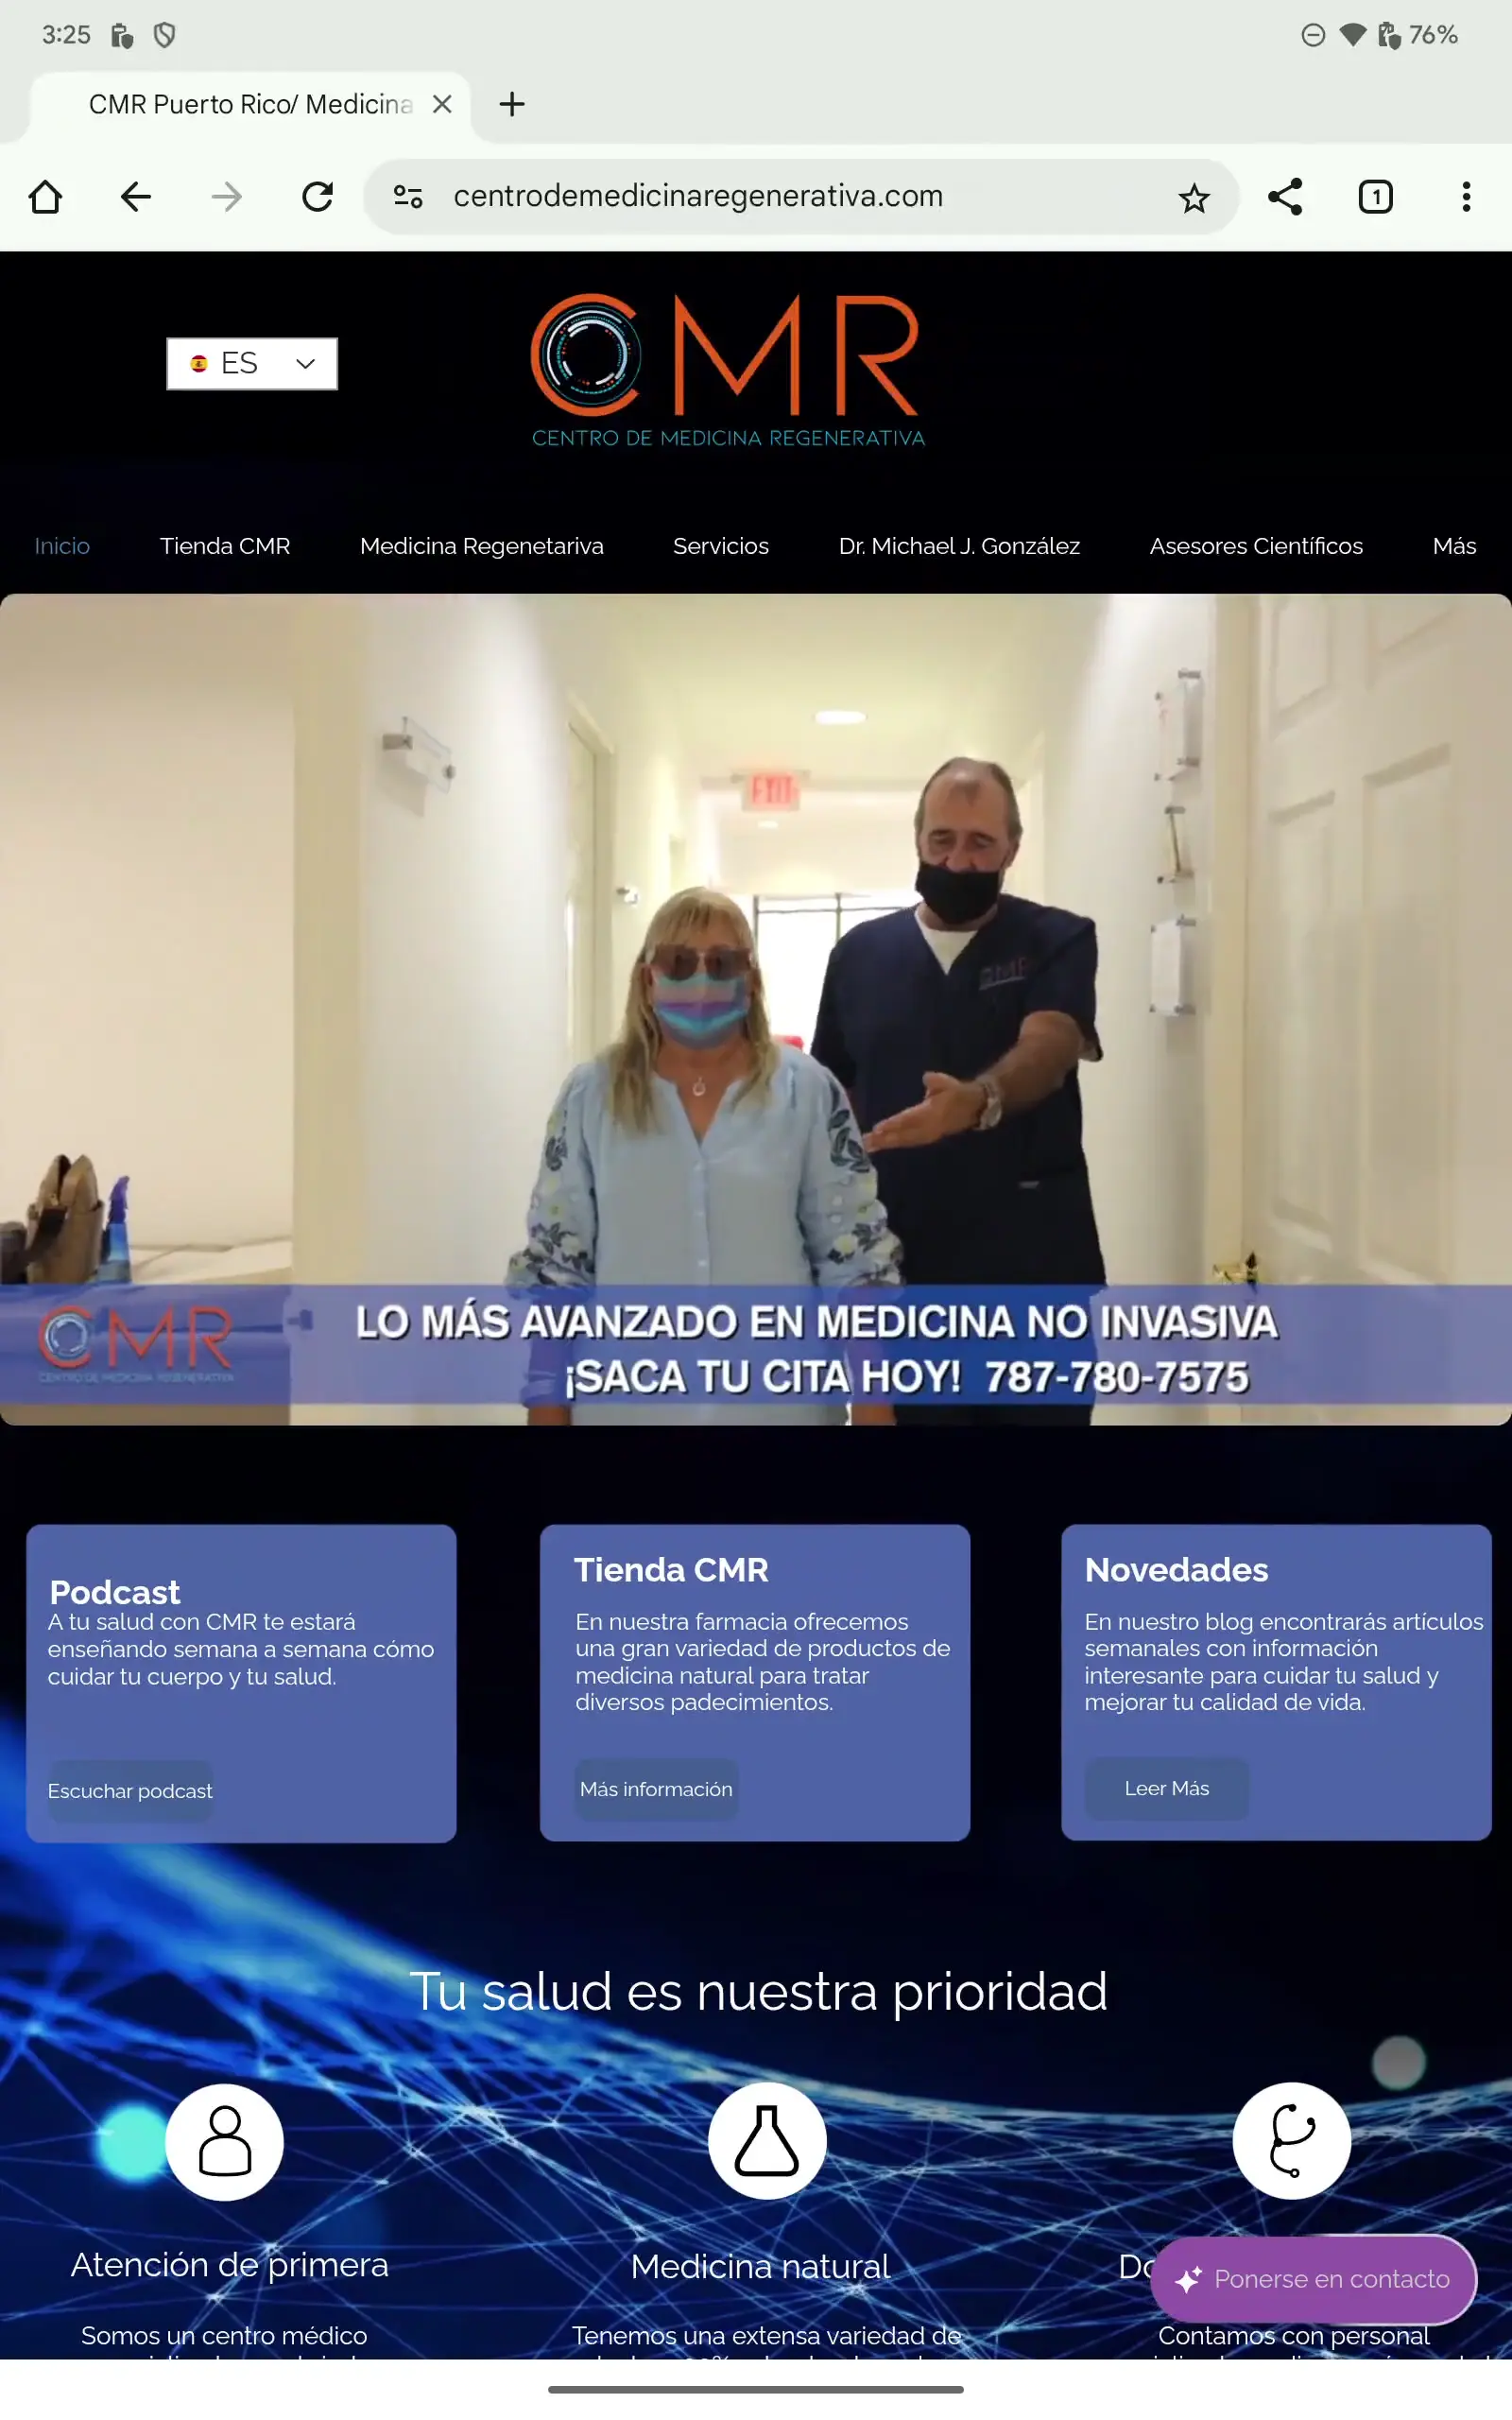 3:25
76%
CMR Puerto Rico/ Medicina
centrodemedicinaregenerativa.com
1
ES
CMR
CENTRO DE MEDICINA REGENERATIVA
Inicio Tienda CMR Medicina Regenetariva Servicios Dr. Michael J. González Asesores Científicos Más
EXIT
CMR
CMR
CENTRO DE MEDICINA REGENERATIVA
LO MÁS AVANZADO EN MEDICINA NO INVASIVA
¡SACA TU CITA HOY! 787-780-7575
Podcast
A tu salud con CMR te estará
enseñando semana a semana cómo
cuidar tu cuerpo y tu salud.
Escuchar podcast
Tienda CMR
En nuestra farmacia ofrecemos
una gran variedad de productos de
medicina natural para tratar
diversos padecimientos.
Más información
Novedades
En nuestro blog encontrarás artículos
semanales con información
interesante para cuidar tu salud y
mejorar tu calidad de vida.
Leer Más
Tu salud es nuestra prioridad
Atención de primera
Somos un centro médico
Medicina natural
Tenemos una extensa variedad de
Ponerse en contacto
Contamos con personal